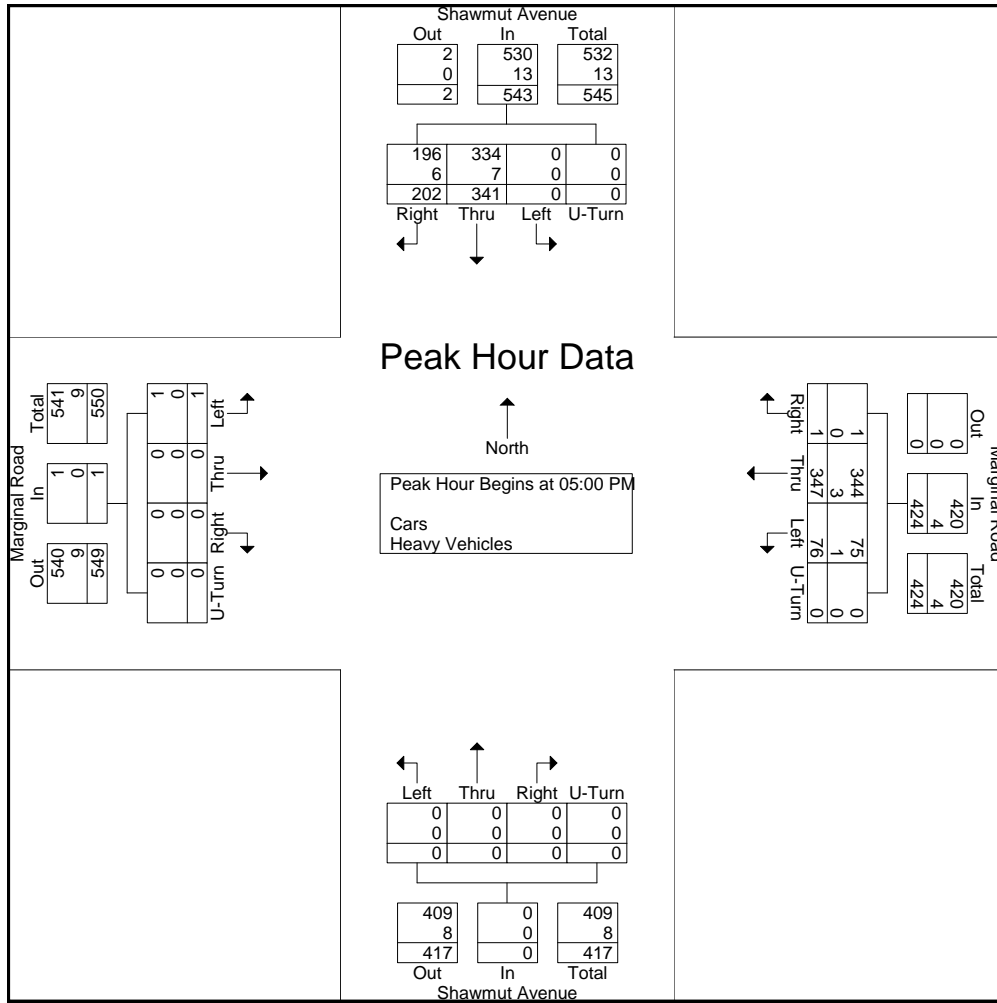 Shawmut Avenue
Out In Total
2 530 532
0 13 13
2 543 545
196 334 0 0
6 7 0 0
202 341 0 0
Right Thru Left U-Turn
Peak Hour Data
North
Peak Hour Begins at 05:00 PM
Cars
Heavy Vehicles
Marginal Road
Out In Total
540 1 541
9 0 9
549 1 550
Left Thru Right U-Turn
1 0 0 0
0 0 0 0
1 0 0 0
Marginal Road
Out In Total
0 420 420
0 4 4
0 424 424
Right Thru Left U-Turn
1 344 75 0
0 3 1 0
1 347 76 0
Left Thru Right U-Turn
0 0 0 0
0 0 0 0
0 0 0 0
409 0 409
8 0 8
417 0 417
Out In Total
Shawmut Avenue